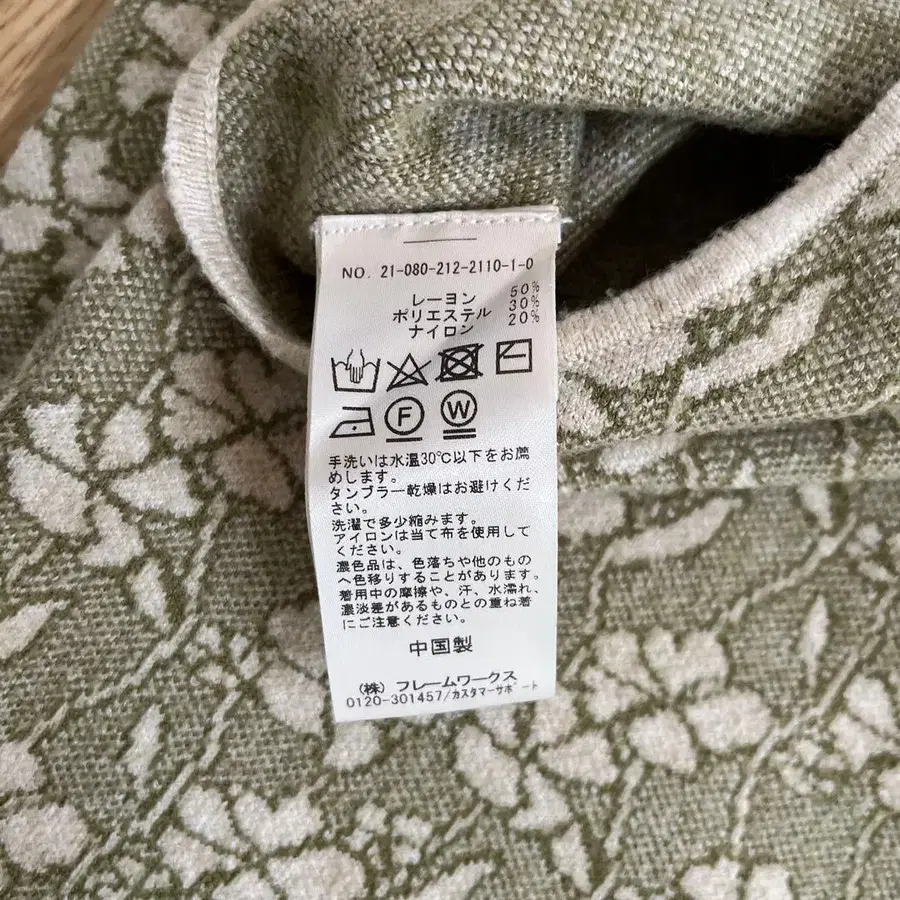 NO. 21-080-212-2110-1-0
レーヨン 50%
ポリエステル 30%
ナイロン 20%
F W
手洗いは水温30℃以下をお薦
めします。
タンブラー乾燥はお避けくだ
さい。
洗濯で多少縮みます。
アイロンは当て布を使用して
ください。
濃色品は、色落ちや他のもの
へ色移りすることがあります。
着用中の摩擦や、汗、水濡れ、
濃淡差があるものとの重ね着
にご注意ください。
中国製
(株) フレームワークス
0120-301457/カスタマーサポート